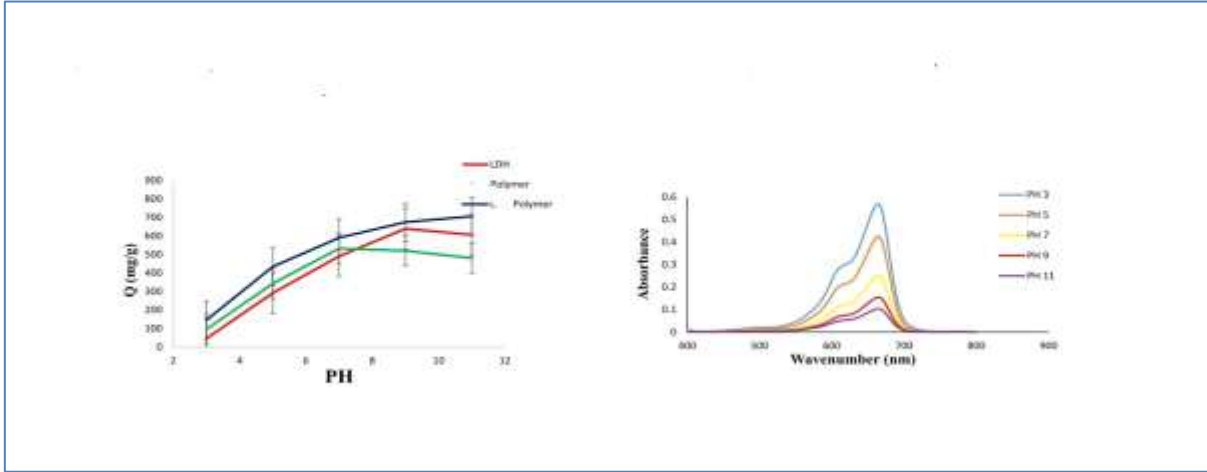 LDH
Polymer
L Polymer
900
800
700
600
500
400
300
200
100
0
2 4 6 8 10 12
Q (mg/g)
PH
PH 3
PH 5
PH 7
PH 9
PH 11
0.6
0.5
0.4
0.3
0.2
0.1
0
400 500 600 700 800 900
Absorbance
Wavenumber (nm)